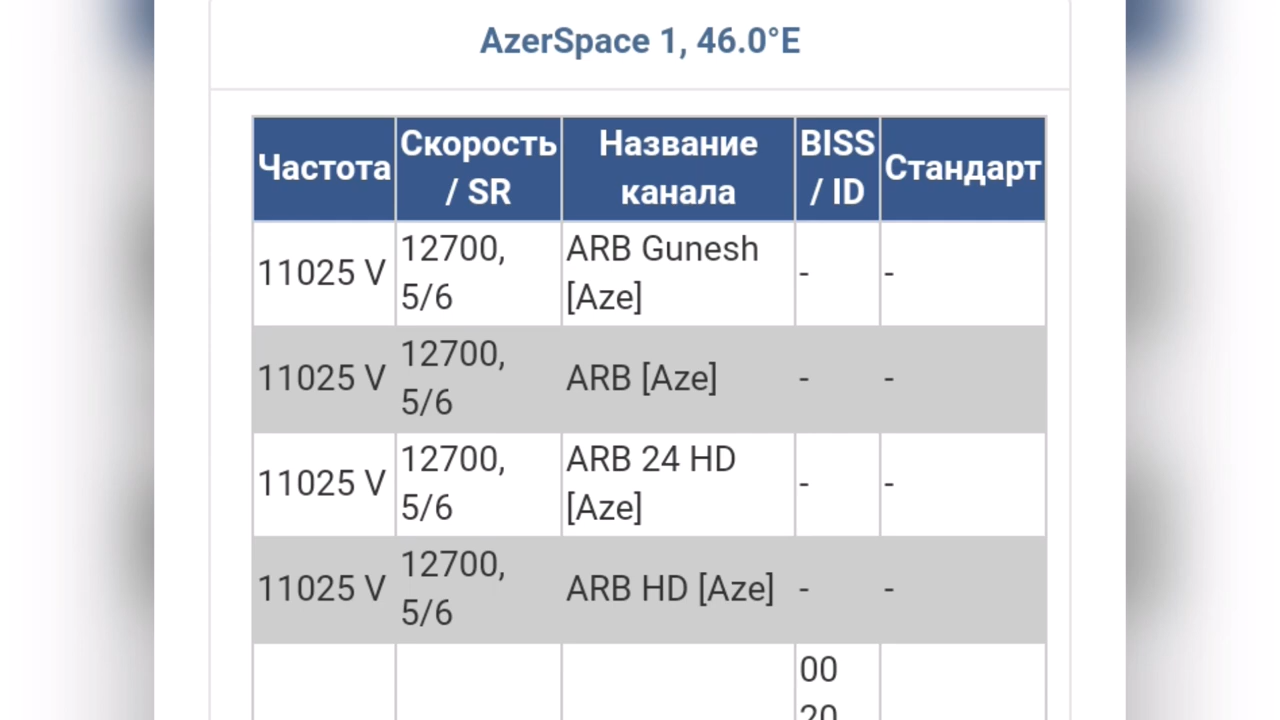 AzerSpace 1, 46.0°E
Частота
Скорость
/ SR
Название
канала
BISS
/ ID
Стандарт
11025 V
12700,
5/6
ARB Gunesh
[Aze]
-
-
11025 V
12700,
5/6
ARB [Aze]
-
-
11025 V
12700,
5/6
ARB 24 HD
[Aze]
-
-
11025 V
12700,
5/6
ARB HD [Aze]
-
-
00
20